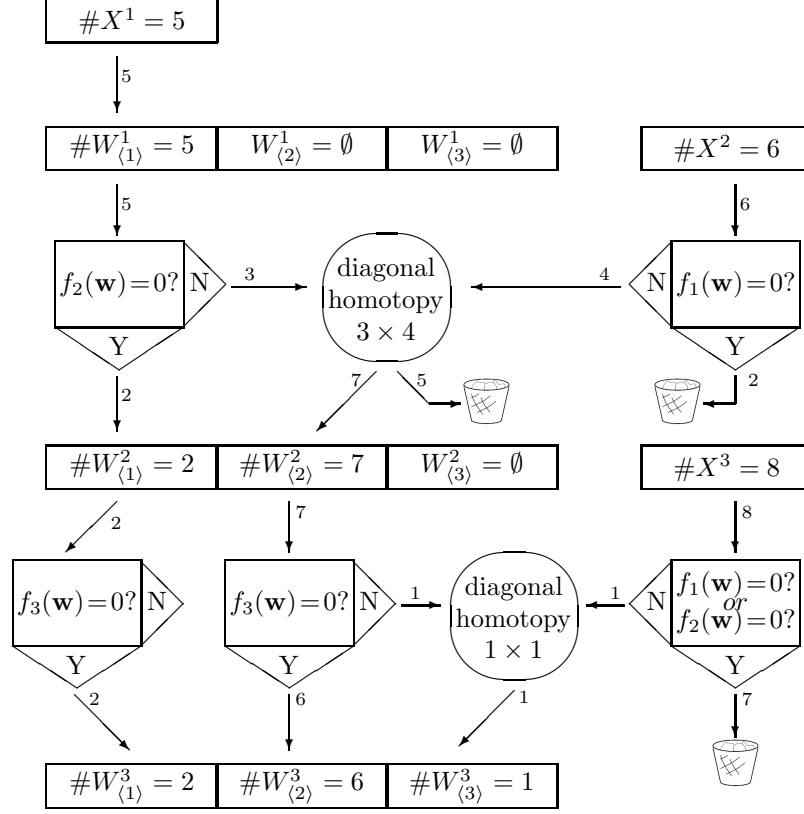 #X^1 = 5
5
#W^1_{⟨1⟩} = 5 W^1_{⟨2⟩} = ∅ W^1_{⟨3⟩} = ∅ #X^2 = 6
5 6
f_2(w)=0? N 3 diagonal homotopy 3 × 4 4 N f_1(w)=0?
Y Y
2 7 5 2
#W^2_{⟨1⟩} = 2 #W^2_{⟨2⟩} = 7 W^2_{⟨3⟩} = ∅ #X^3 = 8
2 7 8
f_3(w)=0? N f_3(w)=0? N 1 diagonal homotopy 1 × 1 1 N f_1(w)=0? or f_2(w)=0?
Y Y Y
2 6 1 7
#W^3_{⟨1⟩} = 2 #W^3_{⟨2⟩} = 6 #W^3_{⟨3⟩} = 1